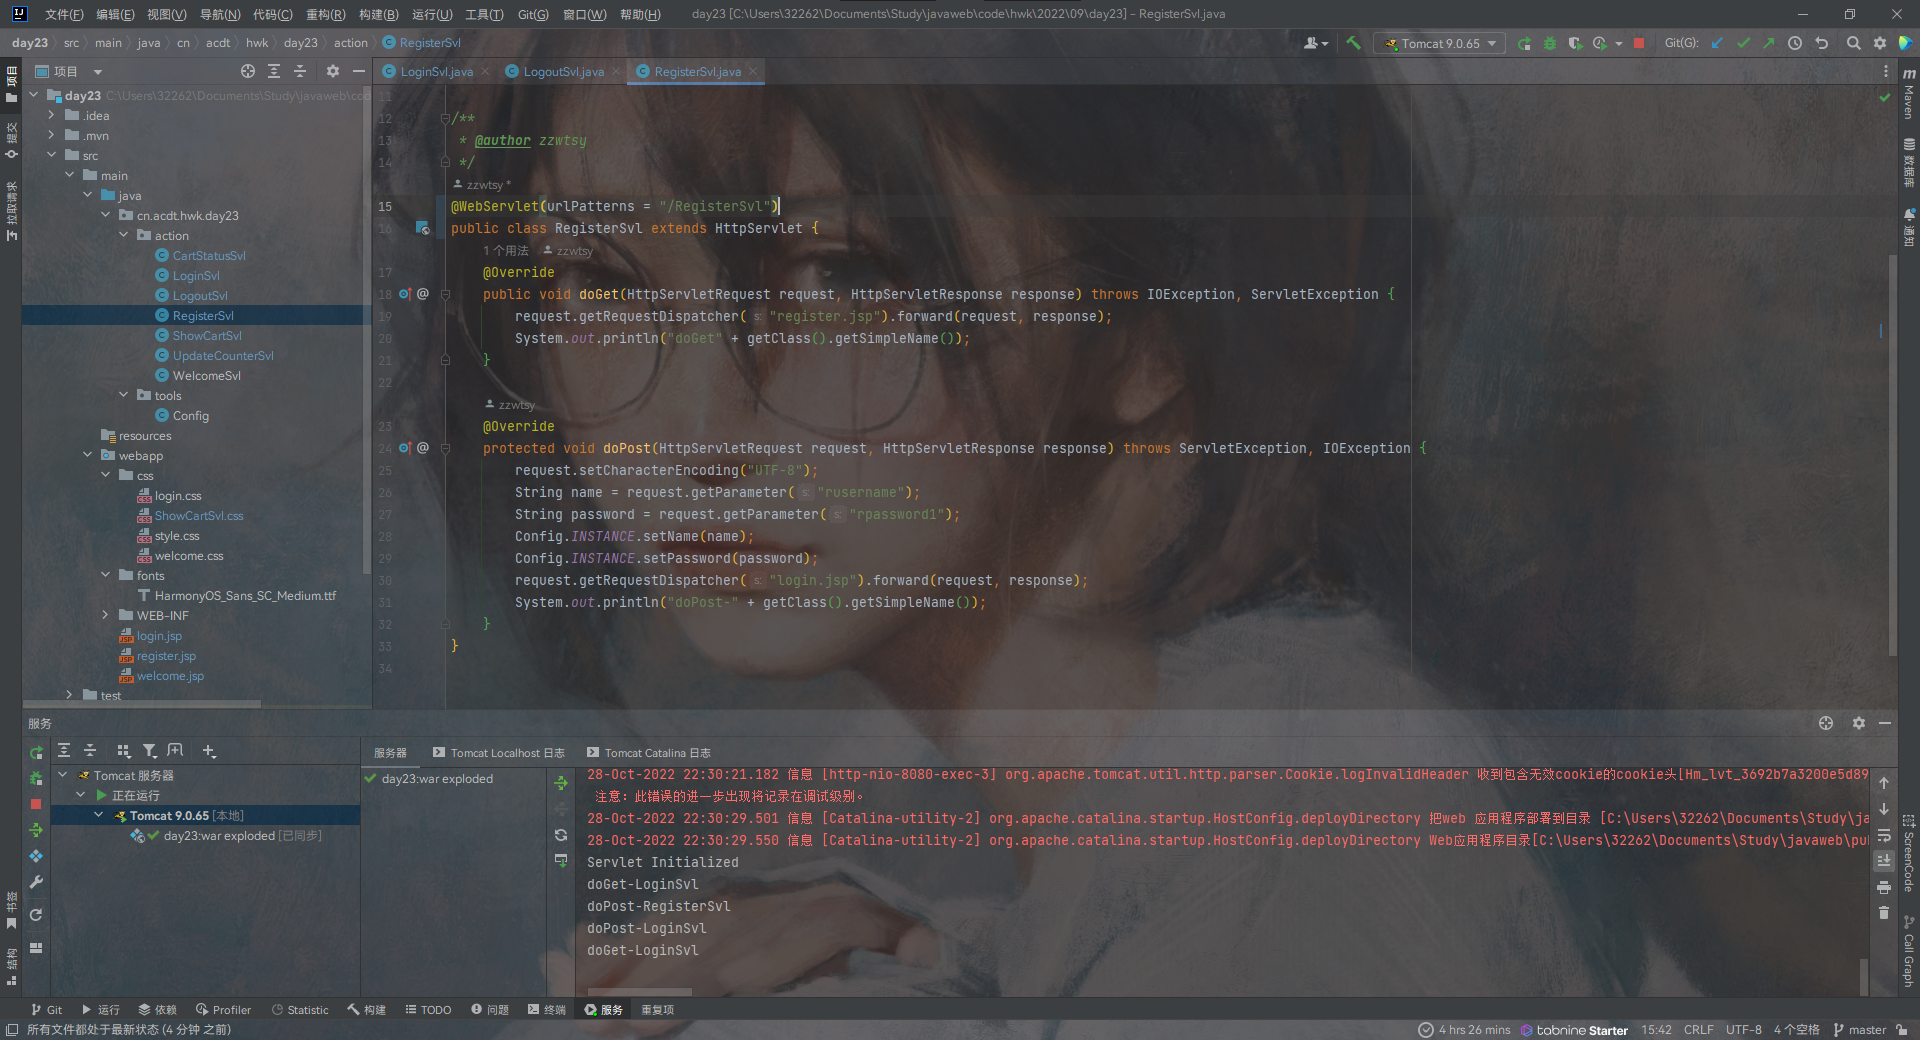 文件(F) 编辑(E) 视图(V) 导航(N) 代码(C) 重构(R) 构建(B) 运行(U) 工具(T) Git(G) 窗口(W) 帮助(H) day23 [C:\Users\32262\Documents\Study\javaweb\code\hwk\2022\09\day23] - RegisterSvl.java
day23 src main java cn acdt hwk day23 action RegisterSvl
Tomcat 9.0.65 Git(G):
项目
提交
拉取请求
书签
结构
项目
day23 C:\Users\32262\Documents\Study\javaweb\cod
.idea
.mvn
src
main
java
cn.acdt.hwk.day23
action
CartStatusSvl
LoginSvl
LogoutSvl
RegisterSvl
ShowCartSvl
UpdateCounterSvl
WelcomeSvl
tools
Config
resources
webapp
css
login.css
ShowCartSvl.css
style.css
welcome.css
fonts
HarmonyOS_Sans_SC_Medium.ttf
WEB-INF
login.jsp
register.jsp
welcome.jsp
test
LoginSvl.java LogoutSvl.java RegisterSvl.java
11
12 /**
13 * @author zzwtsy
14 */
zzwtsy *
15 @WebServlet(urlPatterns = "/RegisterSvl")
16 public class RegisterSvl extends HttpServlet {
1 个用法 zzwtsy
17 @Override
18 public void doGet(HttpServletRequest request, HttpServletResponse response) throws IOException, ServletException {
19 request.getRequestDispatcher( s: "register.jsp").forward(request, response);
20 System.out.println("doGet" + getClass().getSimpleName());
21 }
22
zzwtsy
23 @Override
24 protected void doPost(HttpServletRequest request, HttpServletResponse response) throws ServletException, IOException {
25 request.setCharacterEncoding("UTF-8");
26 String name = request.getParameter( s: "rusername");
27 String password = request.getParameter( s: "rpassword1");
28 Config.INSTANCE.setName(name);
29 Config.INSTANCE.setPassword(password);
30 request.getRequestDispatcher( s: "login.jsp").forward(request, response);
31 System.out.println("doPost-" + getClass().getSimpleName());
32 }
33 }
34
m
Maven
数据库
通知
ScreenCode
Call Graph
服务
Tomcat 服务器
正在运行
Tomcat 9.0.65 [本地]
day23:war exploded [已同步]
服务器 Tomcat Localhost 日志 Tomcat Catalina 日志
day23:war exploded
28-Oct-2022 22:30:21.182 信息 [http-nio-8080-exec-3] org.apache.tomcat.util.http.parser.Cookie.logInvalidHeader 收到包含无效cookie的cookie头[Hm_lvt_3692b7a3200e5d89
注意：此错误的进一步出现将记录在调试级别。
28-Oct-2022 22:30:29.501 信息 [Catalina-utility-2] org.apache.catalina.startup.HostConfig.deployDirectory 把web 应用程序部署到目录 [C:\Users\32262\Documents\Study\ja
28-Oct-2022 22:30:29.550 信息 [Catalina-utility-2] org.apache.catalina.startup.HostConfig.deployDirectory Web应用程序目录[C:\Users\32262\Documents\Study\javaweb\pu
Servlet Initialized
doGet-LoginSvl
doPost-RegisterSvl
doPost-LoginSvl
doGet-LoginSvl
Git 运行 依赖 Profiler Statistic 构建 TODO 问题 终端 服务 重复项
所有文件都处于最新状态 (4 分钟 之前) 4 hrs 26 mins tabnine Starter 15:42 CRLF UTF-8 4 个空格 master